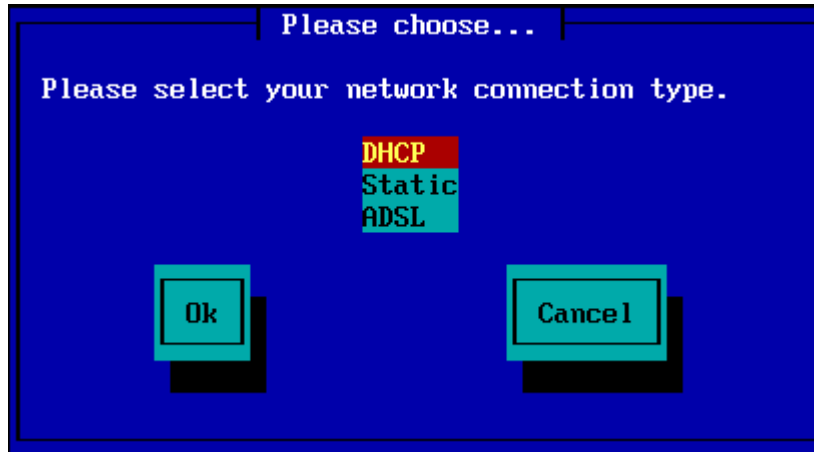 Please choose...
Please select your network connection type.
DHCP
Static
ADSL
Ok
Cancel